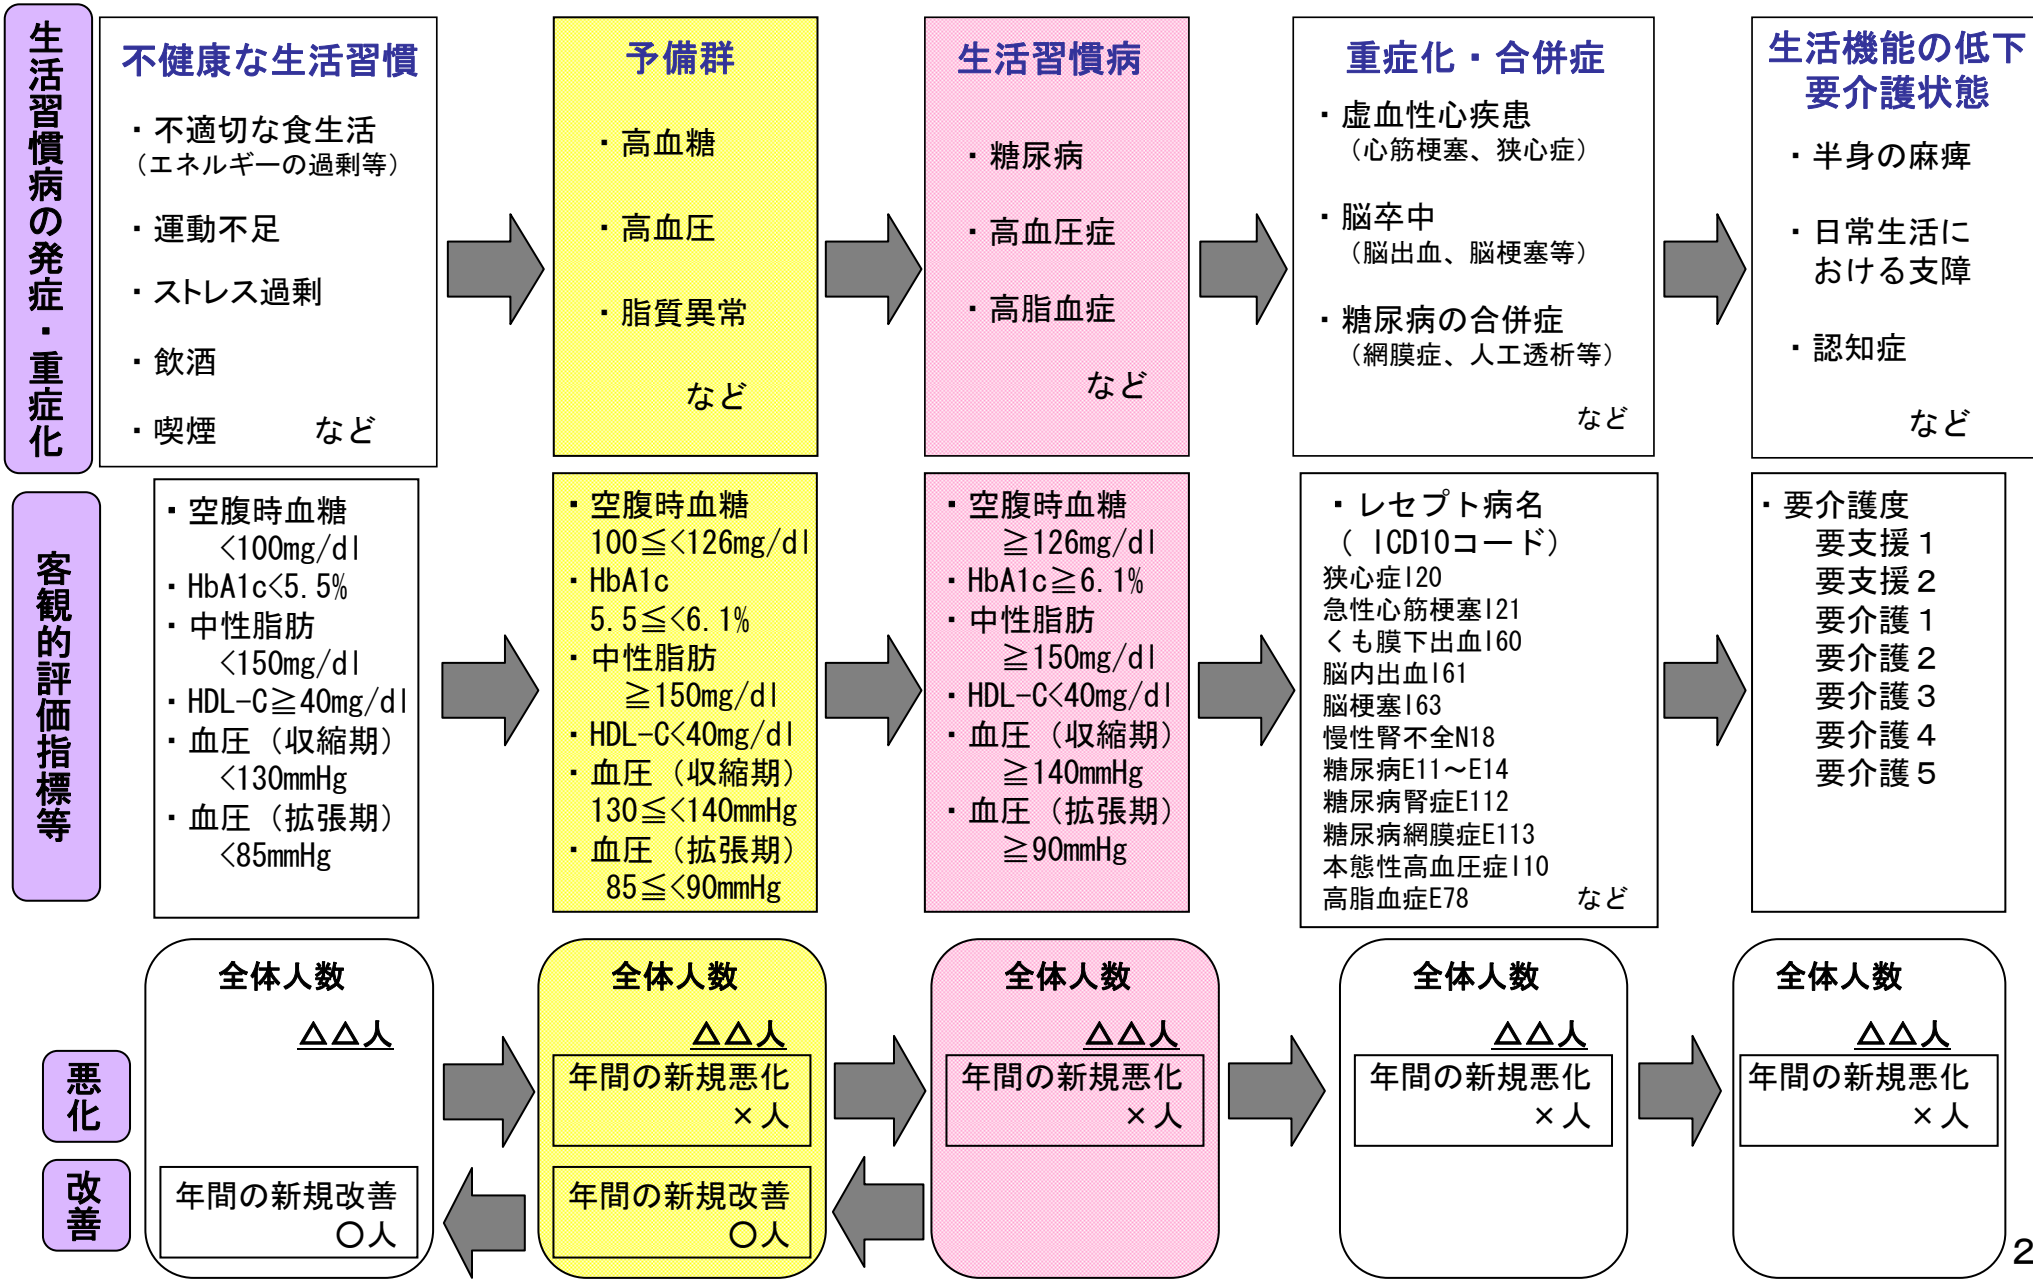 生活習慣病の発症・重症化
不健康な生活習慣
・不適切な食生活
（エネルギーの過剰等）
・運動不足
・ストレス過剰
・飲酒
・喫煙　　　など
予備群
・高血糖
・高血圧
・脂質異常
など
生活習慣病
・糖尿病
・高血圧症
・高脂血症
など
重症化・合併症
・虚血性心疾患
（心筋梗塞、狭心症）
・脳卒中
（脳出血、脳梗塞等）
・糖尿病の合併症
（網膜症、人工透析等）
など
生活機能の低下
要介護状態
・半身の麻痺
・日常生活に
おける支障
・認知症
など
客観的評価指標等
・空腹時血糖
<100mg/dl
・HbA1c<5.5%
・中性脂肪
<150mg/dl
・HDL-C≧40mg/dl
・血圧（収縮期）
<130mmHg
・血圧（拡張期）
<85mmHg
・空腹時血糖
100≦<126mg/dl
・HbA1c
5.5≦<6.1%
・中性脂肪
≧150mg/dl
・HDL-C<40mg/dl
・血圧（収縮期）
130≦<140mmHg
・血圧（拡張期）
85≦<90mmHg
・空腹時血糖
≧126mg/dl
・HbA1c≧6.1%
・中性脂肪
≧150mg/dl
・HDL-C<40mg/dl
・血圧（収縮期）
≧140mmHg
・血圧（拡張期）
≧90mmHg
・レセプト病名
（ ICD10コード）
狭心症I20
急性心筋梗塞I21
くも膜下出血I60
脳内出血I61
脳梗塞I63
慢性腎不全N18
糖尿病E11～E14
糖尿病腎症E112
糖尿病網膜症E113
本態性高血圧症I10
高脂血症E78　　　など
・要介護度
要支援１
要支援２
要介護１
要介護２
要介護３
要介護４
要介護５
悪化
改善
全体人数
△△人
年間の新規改善
〇人
全体人数
△△人
年間の新規悪化
×人
年間の新規改善
〇人
全体人数
△△人
年間の新規悪化
×人
全体人数
△△人
年間の新規悪化
×人
全体人数
△△人
年間の新規悪化
×人
2